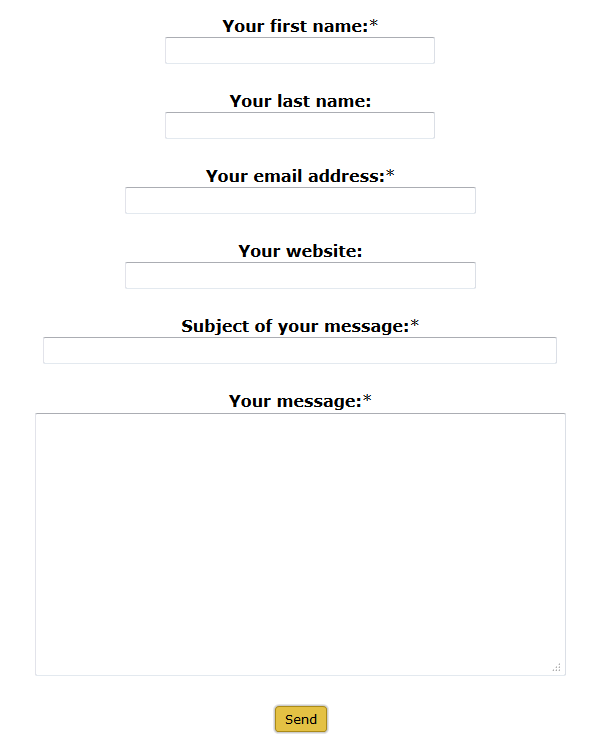 Your first name:*
Your last name:
Your email address:*
Your website:
Subject of your message:*
Your message:*
Send